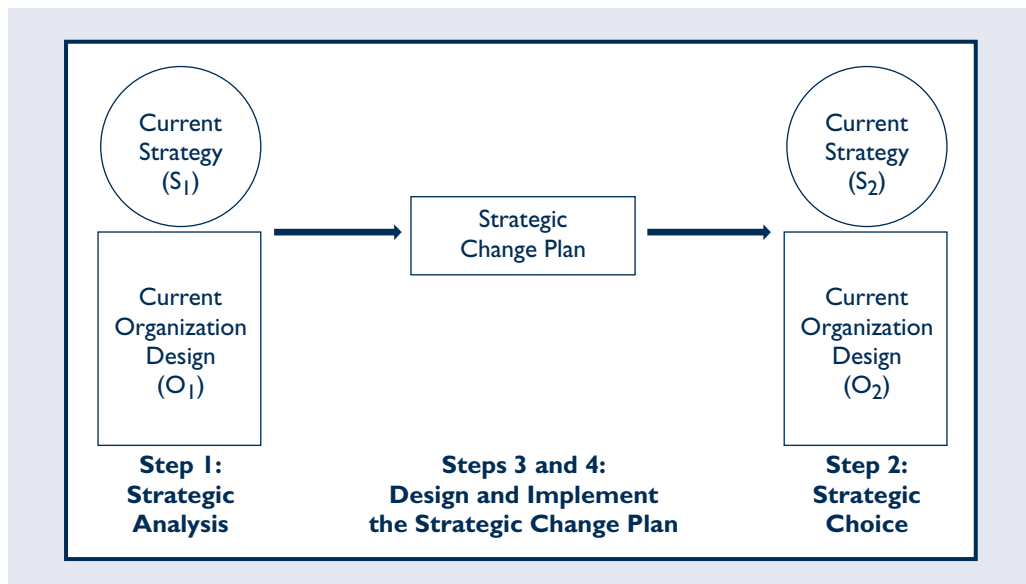 Current
Strategy
(S1)
Current
Organization
Design
(O1)
Step 1:
Strategic
Analysis
Strategic
Change Plan
Steps 3 and 4:
Design and Implement
the Strategic Change Plan
Current
Strategy
(S2)
Current
Organization
Design
(O2)
Step 2:
Strategic
Choice